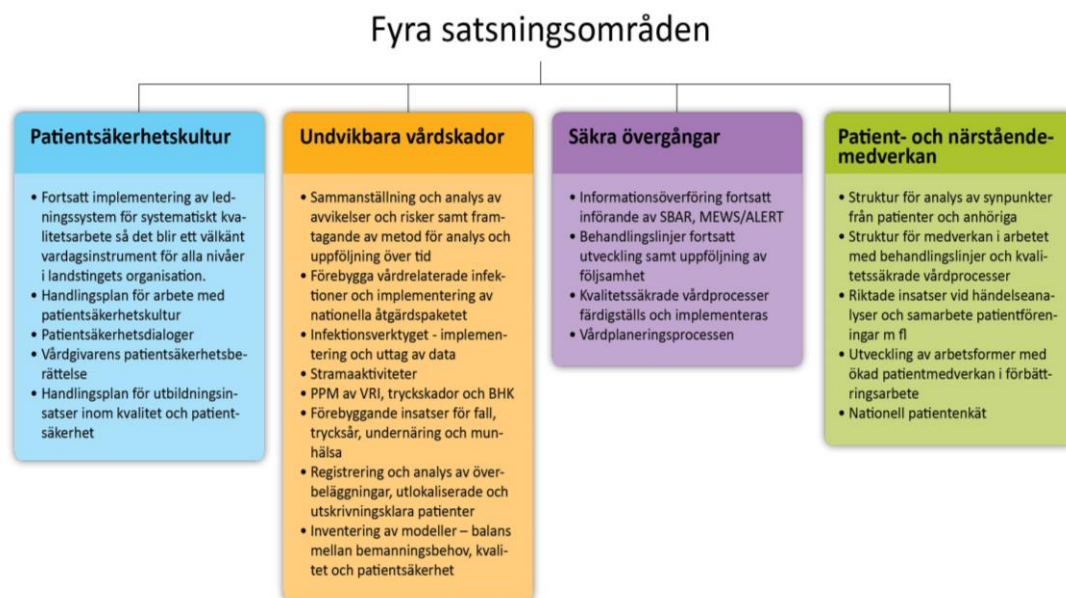 Fyra satsningsområden
Patientsäkerhetskultur
• Fortsatt implementering av led-
ningssystem för systematiskt kva-
litetsarbete så det blir ett välkänt
vardagsinstrument för alla nivåer
i landstingets organisation.
• Handlingsplan för arbete med
patientsäkerhetskultur
• Patientsäkerhetsdialoger
• Vårdgivarens patientsäkerhetsbe-
rättelse
• Handlingsplan för utbildningsin-
satser inom kvalitet och patient-
säkerhet
Undvikbara vårdskador
• Sammanställning och analys av
avvikelser och risker samt fram-
tagande av metod för analys och
uppföljning över tid
• Förebygga vårdrelaterade infek-
tioner och implementering av
nationella åtgärdspaketet
• Infektionsverktyget - implemen-
tering och uttag av data
• Stramaaktiviteter
• PPM av VRI, tryckskador och BHK
• Förebyggande insatser för fall,
trycksår, undernäring och mun-
hälsa
• Registrering och analys av över-
beläggningar, utlokaliserade och
utskrivningsklara patienter
• Inventering av modeller – balans
mellan bemanningsbehov, kvali-
tet och patientsäkerhet
Säkra övergångar
• Informationsöverföring fortsatt
införande av SBAR, MEWS/ALERT
• Behandlingslinjer fortsatt
utveckling samt uppföljning av
följsamhet
• Kvalitetssäkrade vårdprocesser
färdigställs och implementeras
• Vårdplaneringsprocessen
Patient- och närstående-
medverkan
• Struktur för analys av synpunkter
från patienter och anhöriga
• Struktur för medverkan i arbetet
med behandlingslinjer och kvali-
tetssäkrade vårdprocesser
• Riktade insatser vid händelseana-
lyser och samarbete patientföre­nin-
gar m fl
• Utveckling av arbetsformer med
ökad patientmedverkan i förbätt-
ringsarbete
• Nationell patientenkät